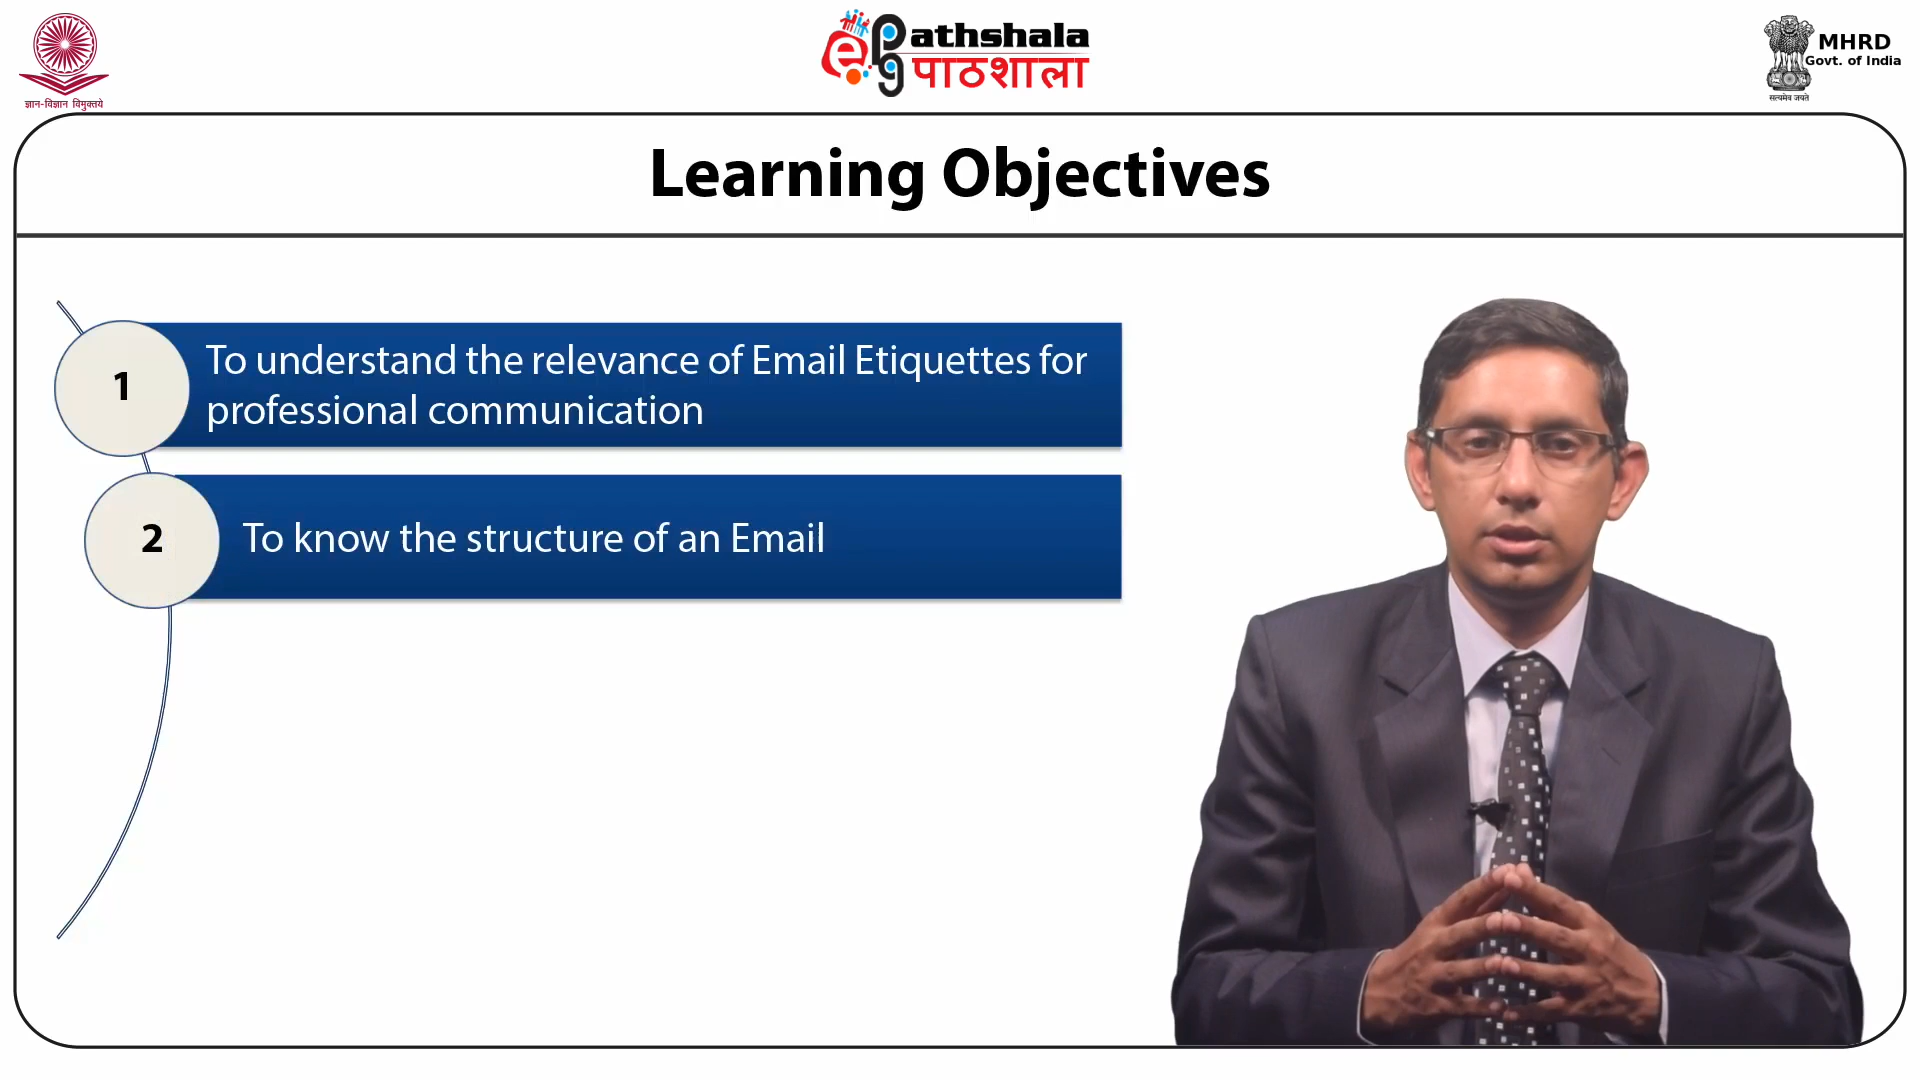 ज्ञान-विज्ञान विमुक्तये
ePG athshala
पाठशाला
MHRD
Govt. of India
सत्यमेव जयते
Learning Objectives
1
To understand the relevance of Email Etiquettes for
professional communication
2
To know the structure of an Email